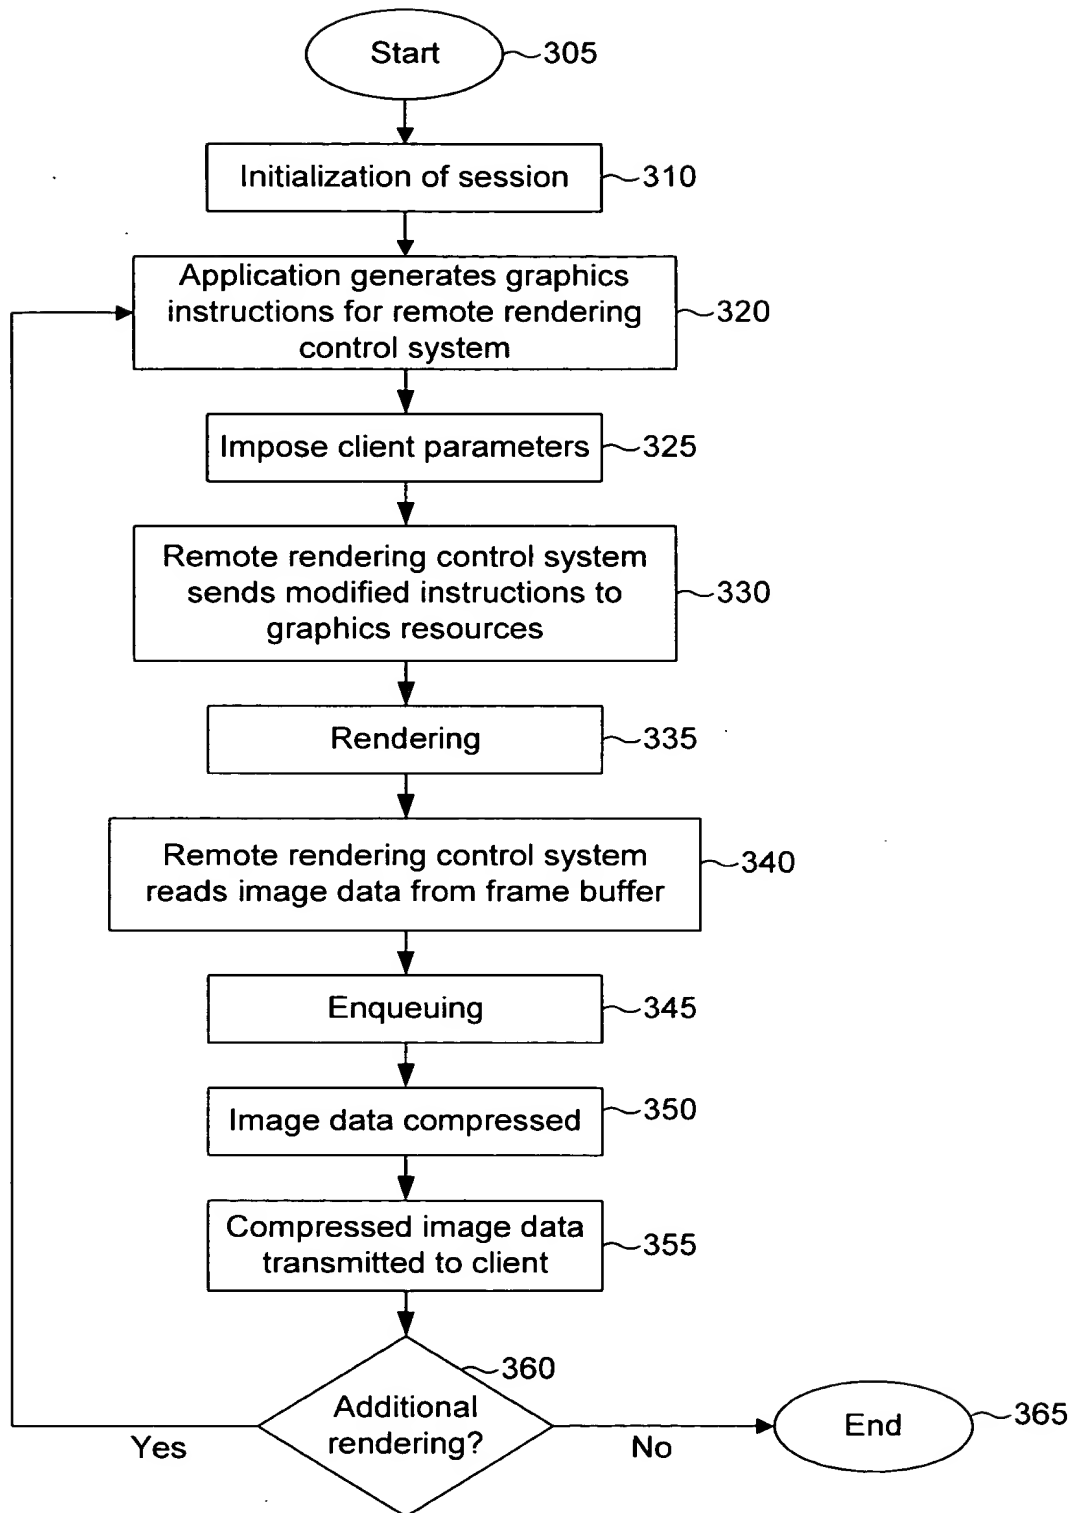 Start
305
Initialization of session
310
Application generates graphics
instructions for remote rendering
control system
320
Impose client parameters
325
Remote rendering control system
sends modified instructions to
graphics resources
330
Rendering
335
Remote rendering control system
reads image data from frame buffer
340
Enqueuing
345
Image data compressed
350
Compressed image data
transmitted to client
355
360
Additional
rendering?
Yes
No
End
365